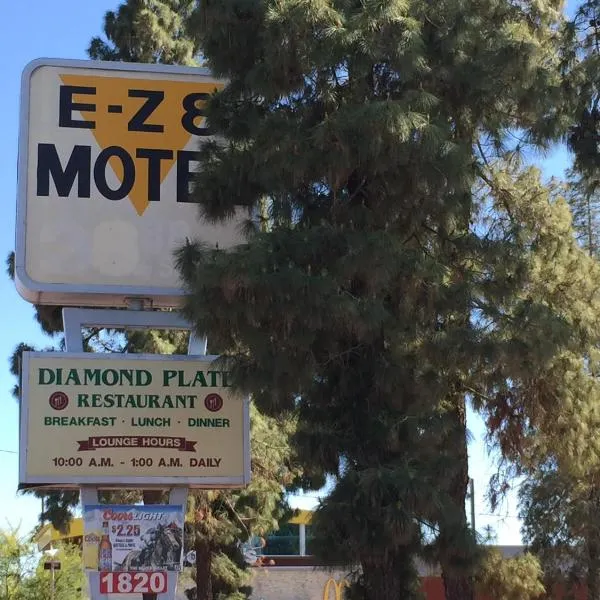 E-Z 8
MOTE
DIAMOND PLATE
RESTAURANT
BREAKFAST · LUNCH · DINNER
LOUNGE HOURS
10:00 A.M. - 1:00 A.M. DAILY
Coors LIGHT
$2.25
1820